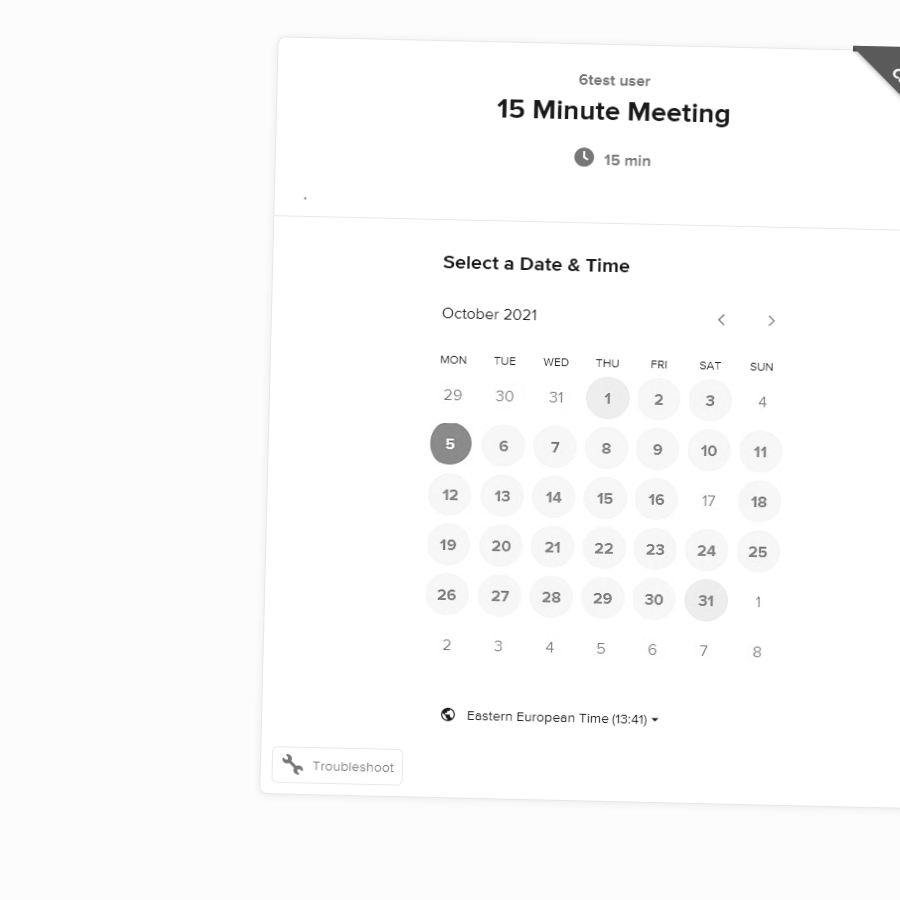 6test user
15 Minute Meeting
15 min
Select a Date & Time
October 2021
MON TUE WED THU FRI SAT SUN
29 30 31 1 2 3 4
5 6 7 8 9 10 11
12 13 14 15 16 17 18
19 20 21 22 23 24 25
26 27 28 29 30 31 1
2 3 4 5 6 7 8
Eastern European Time (13:41)
Troubleshoot